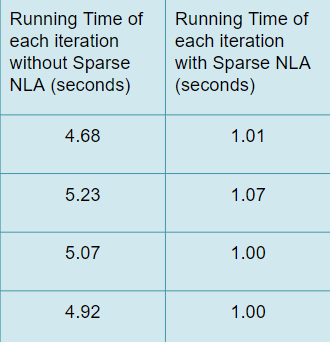 Running Time of
each iteration
without Sparse
NLA (seconds)
Running Time of
each iteration
with Sparse NLA
(seconds)
4.68
1.01
5.23
1.07
5.07
1.00
4.92
1.00